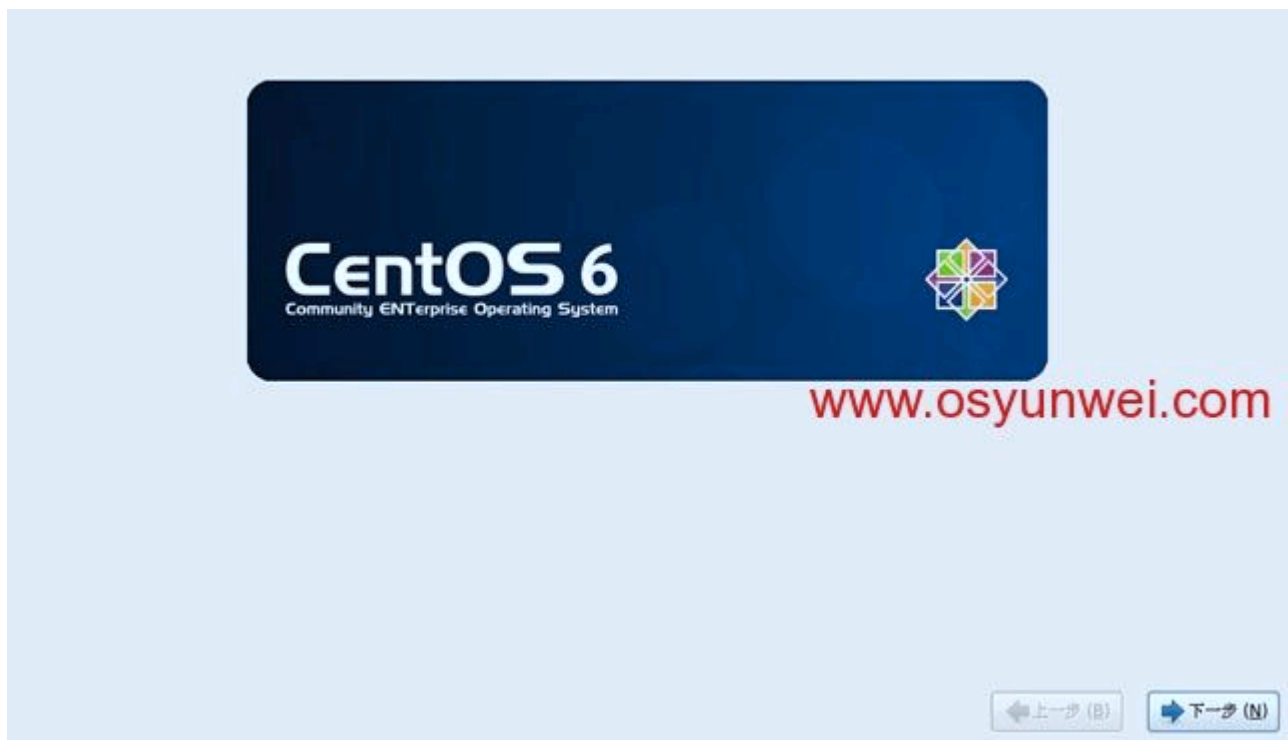 CentOS 6
Community ENTerprise Operating System
www.osyunwei.com
上一步 (B)
下一步 (N)